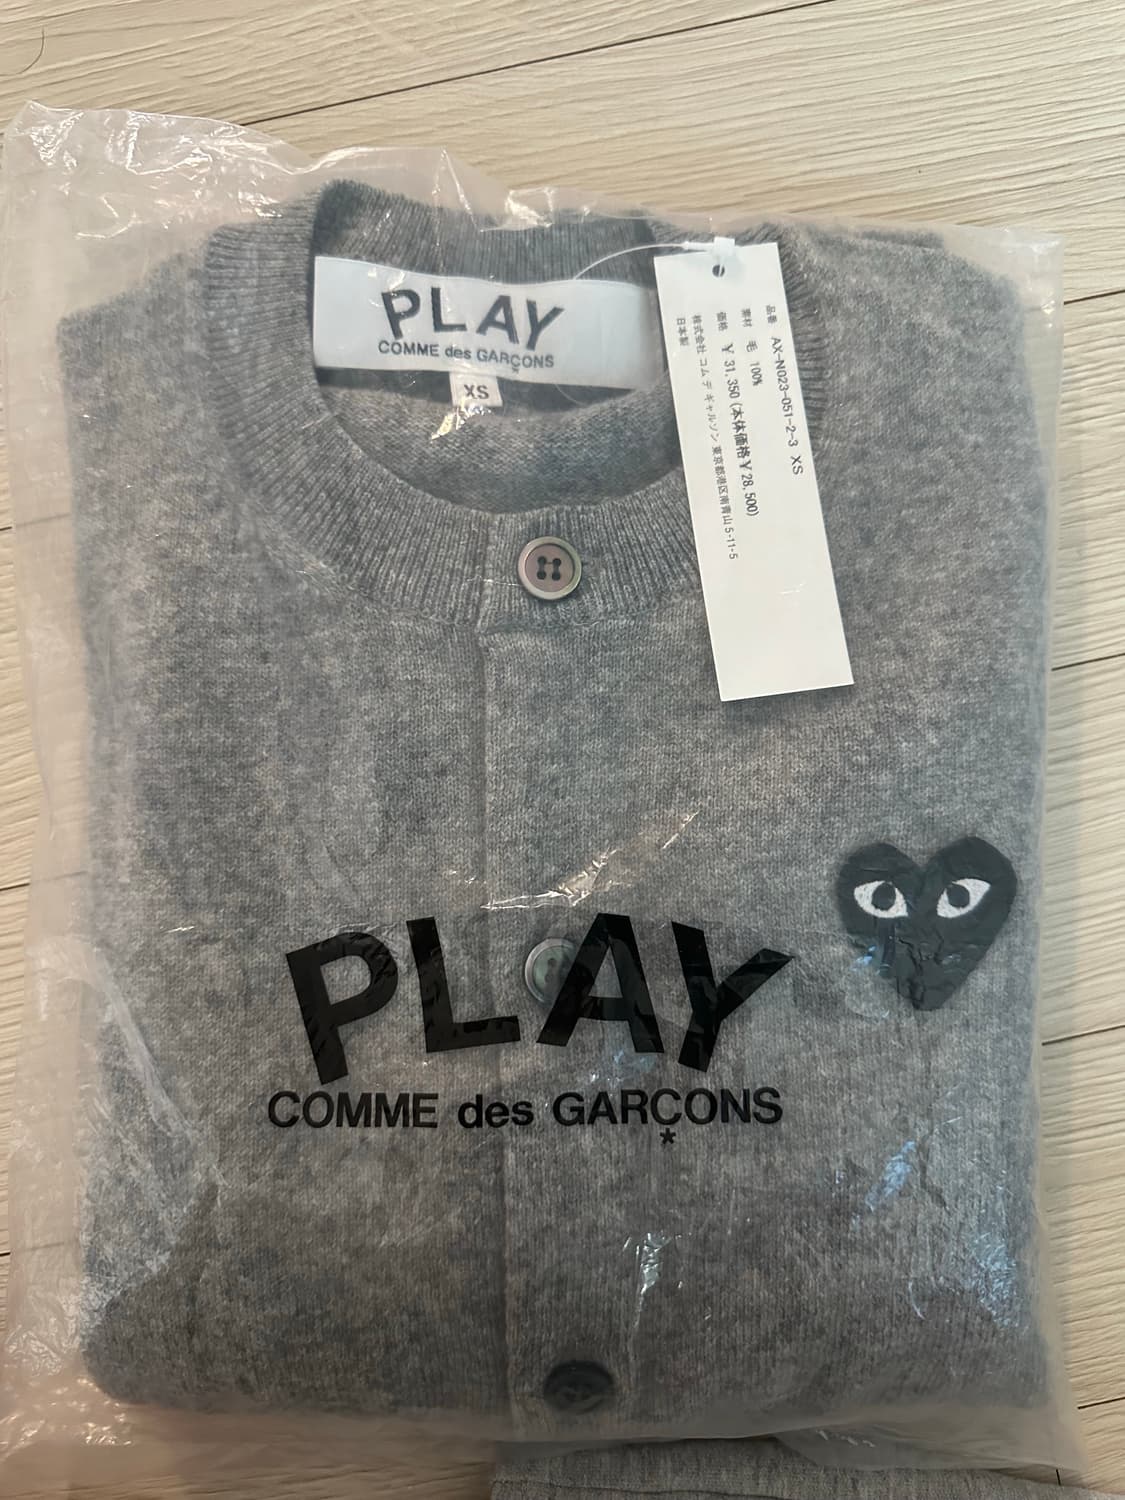 PLAY
COMME des GARÇONS
XS
品番 AX-N023-051-2-3 XS
素材 毛 100%
価格 ¥ 31,350 (本体価格 ¥ 28,500)
株式会社 コム デ ギャルソン 東京都港区南青山 5-11-5
日本製
PLAY
COMME des GARÇONS